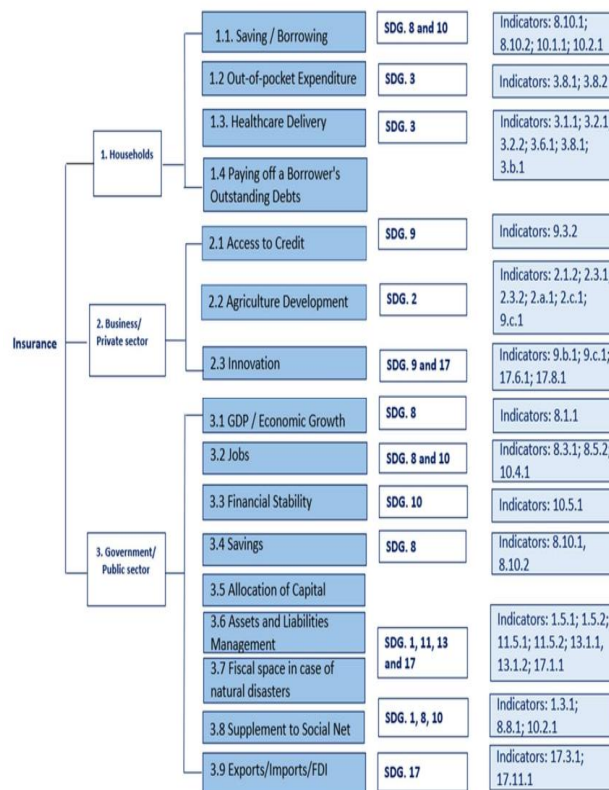 Insurance
1. Households
1.1. Saving / Borrowing
SDG. 8 and 10
Indicators: 8.10.1;
8.10.2; 10.1.1; 10.2.1
1.2 Out-of-pocket Expenditure
SDG. 3
Indicators: 3.8.1; 3.8.2
1.3. Healthcare Delivery
SDG. 3
Indicators: 3.1.1; 3.2.1
3.2.2; 3.6.1; 3.8.1;
3.b.1
1.4 Paying off a Borrower's
Outstanding Debts
2. Business/
Private sector
2.1 Access to Credit
SDG. 9
Indicators: 9.3.2
2.2 Agriculture Development
SDG. 2
Indicators: 2.1.2; 2.3.1
2.3.2; 2.a.1; 2.c.1;
9.c.1
2.3 Innovation
SDG. 9 and 17
Indicators: 9.b.1; 9.c.1;
17.6.1; 17.8.1
3. Government/
Public sector
3.1 GDP / Economic Growth
SDG. 8
Indicators: 8.1.1
3.2 Jobs
SDG. 8 and 10
Indicators: 8.3.1; 8.5.2;
10.4.1
3.3 Financial Stability
SDG. 10
Indicators: 10.5.1
3.4 Savings
SDG. 8
Indicators: 8.10.1,
8.10.2
3.5 Allocation of Capital
3.6 Assets and Liabilities
Management
3.7 Fiscal space in case of
natural disasters
SDG. 1, 11, 13
and 17
Indicators: 1.5.1; 1.5.2;
11.5.1; 11.5.2; 13.1.1,
13.1.2; 17.1.1
3.8 Supplement to Social Net
SDG. 1, 8, 10
Indicators: 1.3.1;
8.8.1; 10.2.1
3.9 Exports/Imports/FDI
SDG. 17
Indicators: 17.3.1;
17.11.1